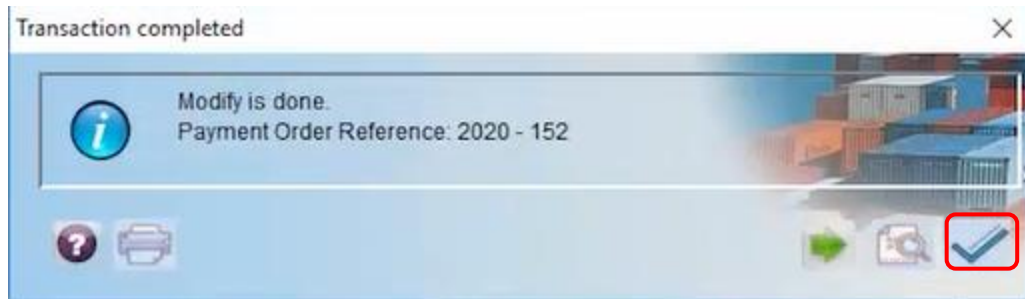 Transaction completed
Modify is done.
Payment Order Reference: 2020 - 152